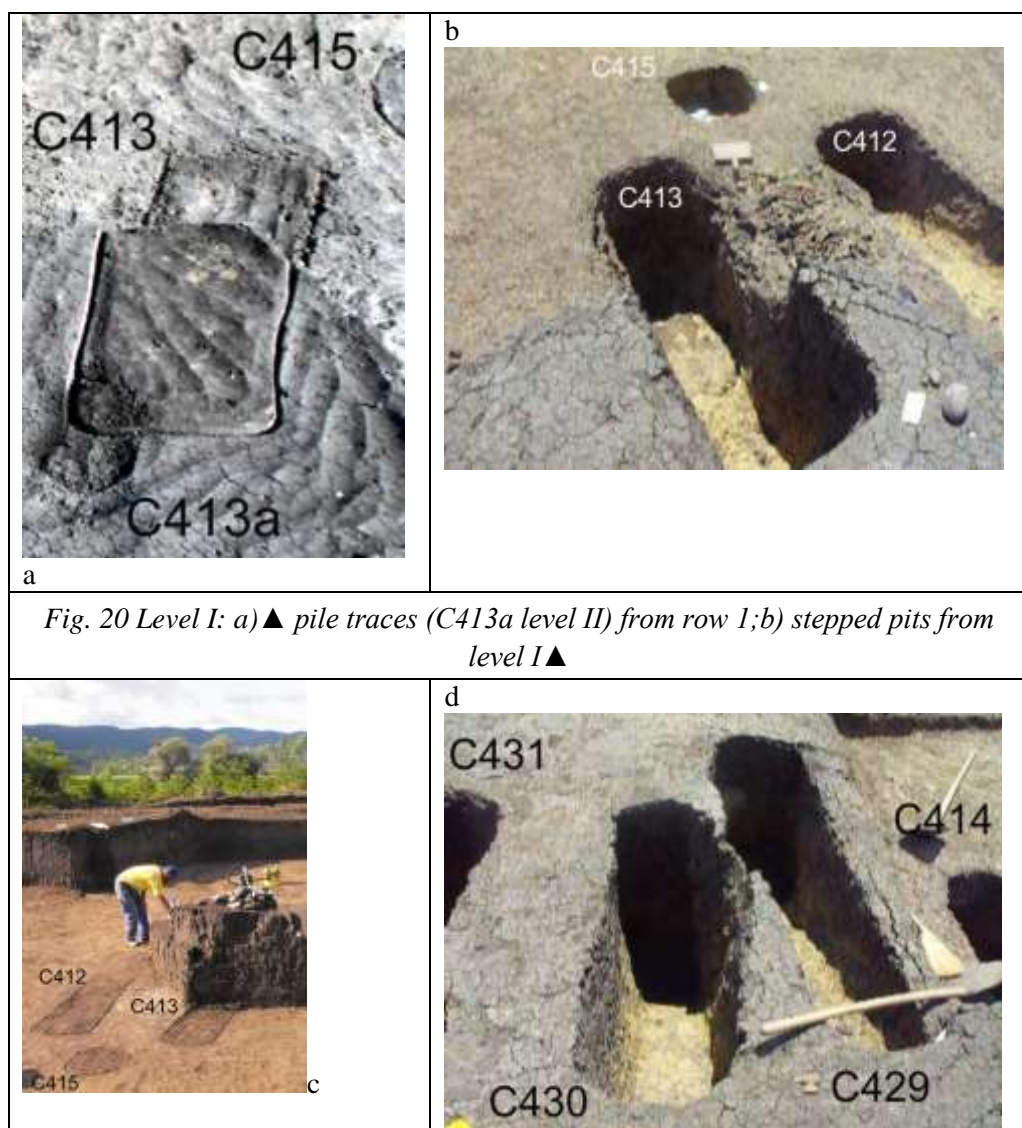 C415
C413
C413a
a
b
C415
C412
C413
Fig. 20 Level I: a)▲ pile traces (C413a level II) from row 1;b) stepped pits from
level I▲
C412
C413
C415
c
d
C431
C414
C430
C429